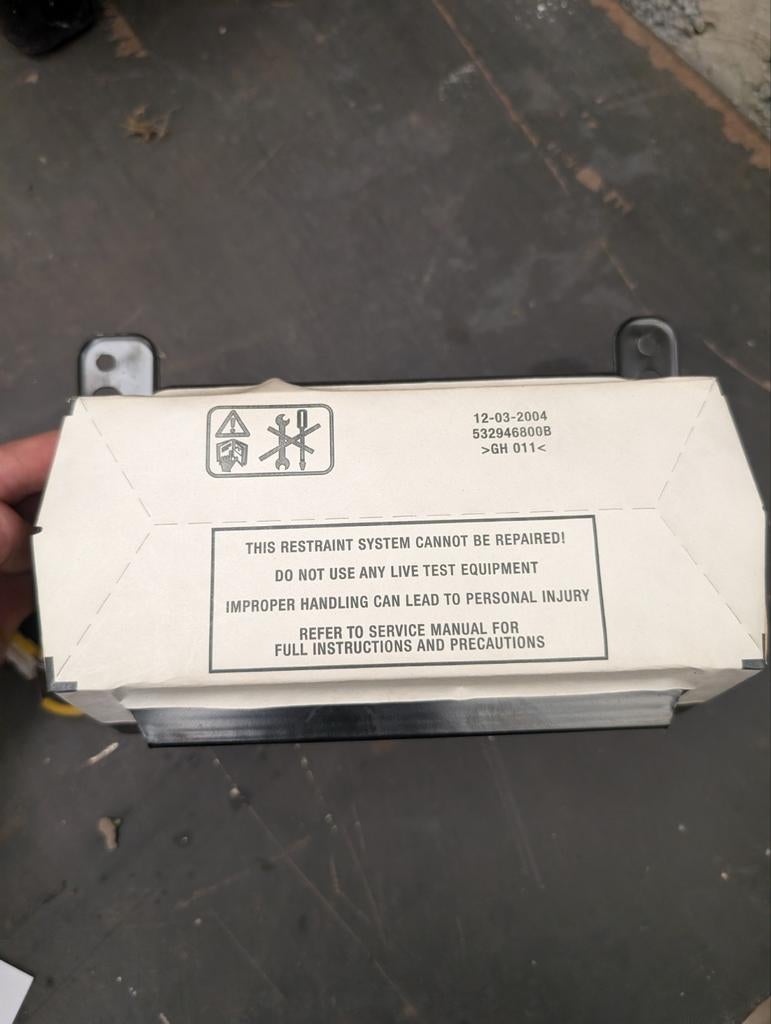 12-03-2004
532946800B
>GH 011<
THIS RESTRAINT SYSTEM CANNOT BE REPAIRED!
DO NOT USE ANY LIVE TEST EQUIPMENT
IMPROPER HANDLING CAN LEAD TO PERSONAL INJURY
REFER TO SERVICE MANUAL FOR
FULL INSTRUCTIONS AND PRECAUTIONS